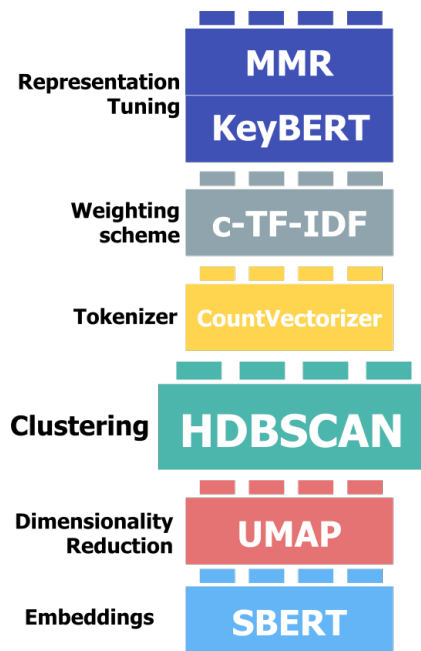 MMR
Representation
Tuning
KeyBERT
Weighting
scheme
c-TF-IDF
Tokenizer
CountVectorizer
Clustering
HDBSCAN
Dimensionality
Reduction
UMAP
Embeddings
SBERT